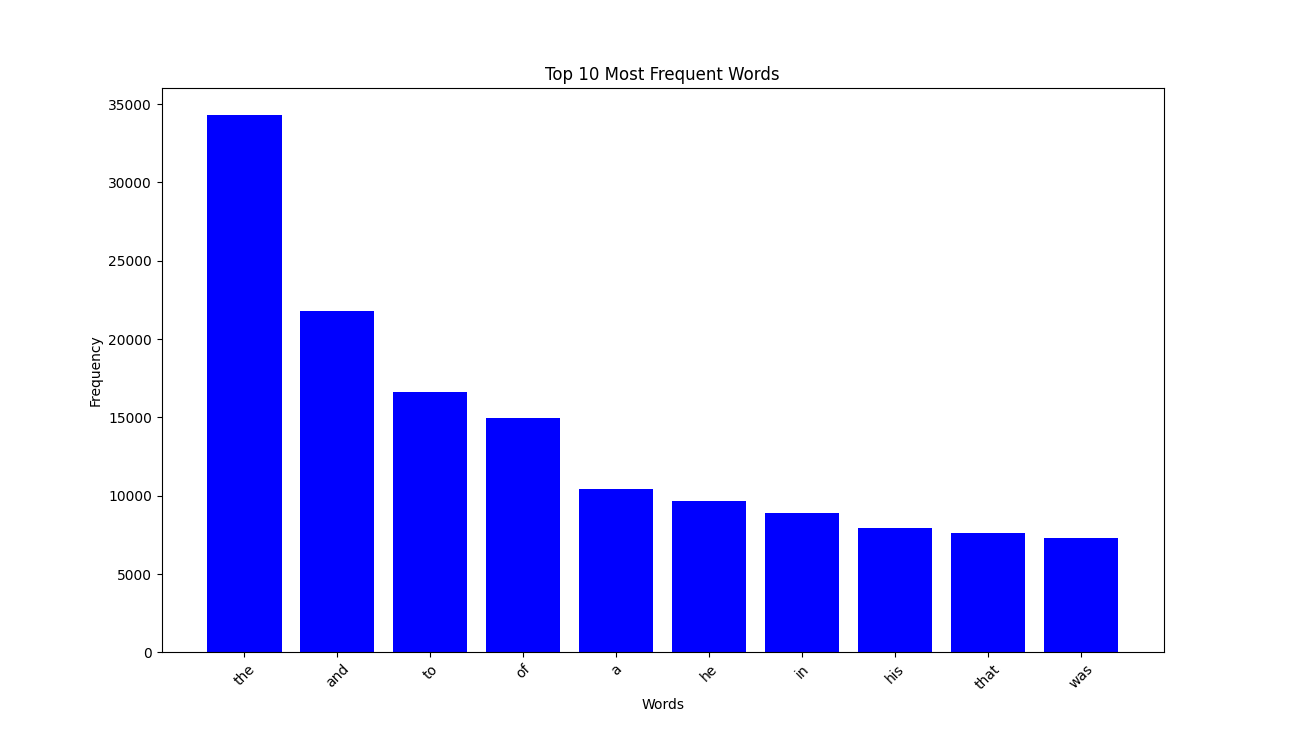 Top 10 Most Frequent Words
35000
30000
25000
20000
15000
10000
5000
0
Frequency
the and to of a he in his that was
Words